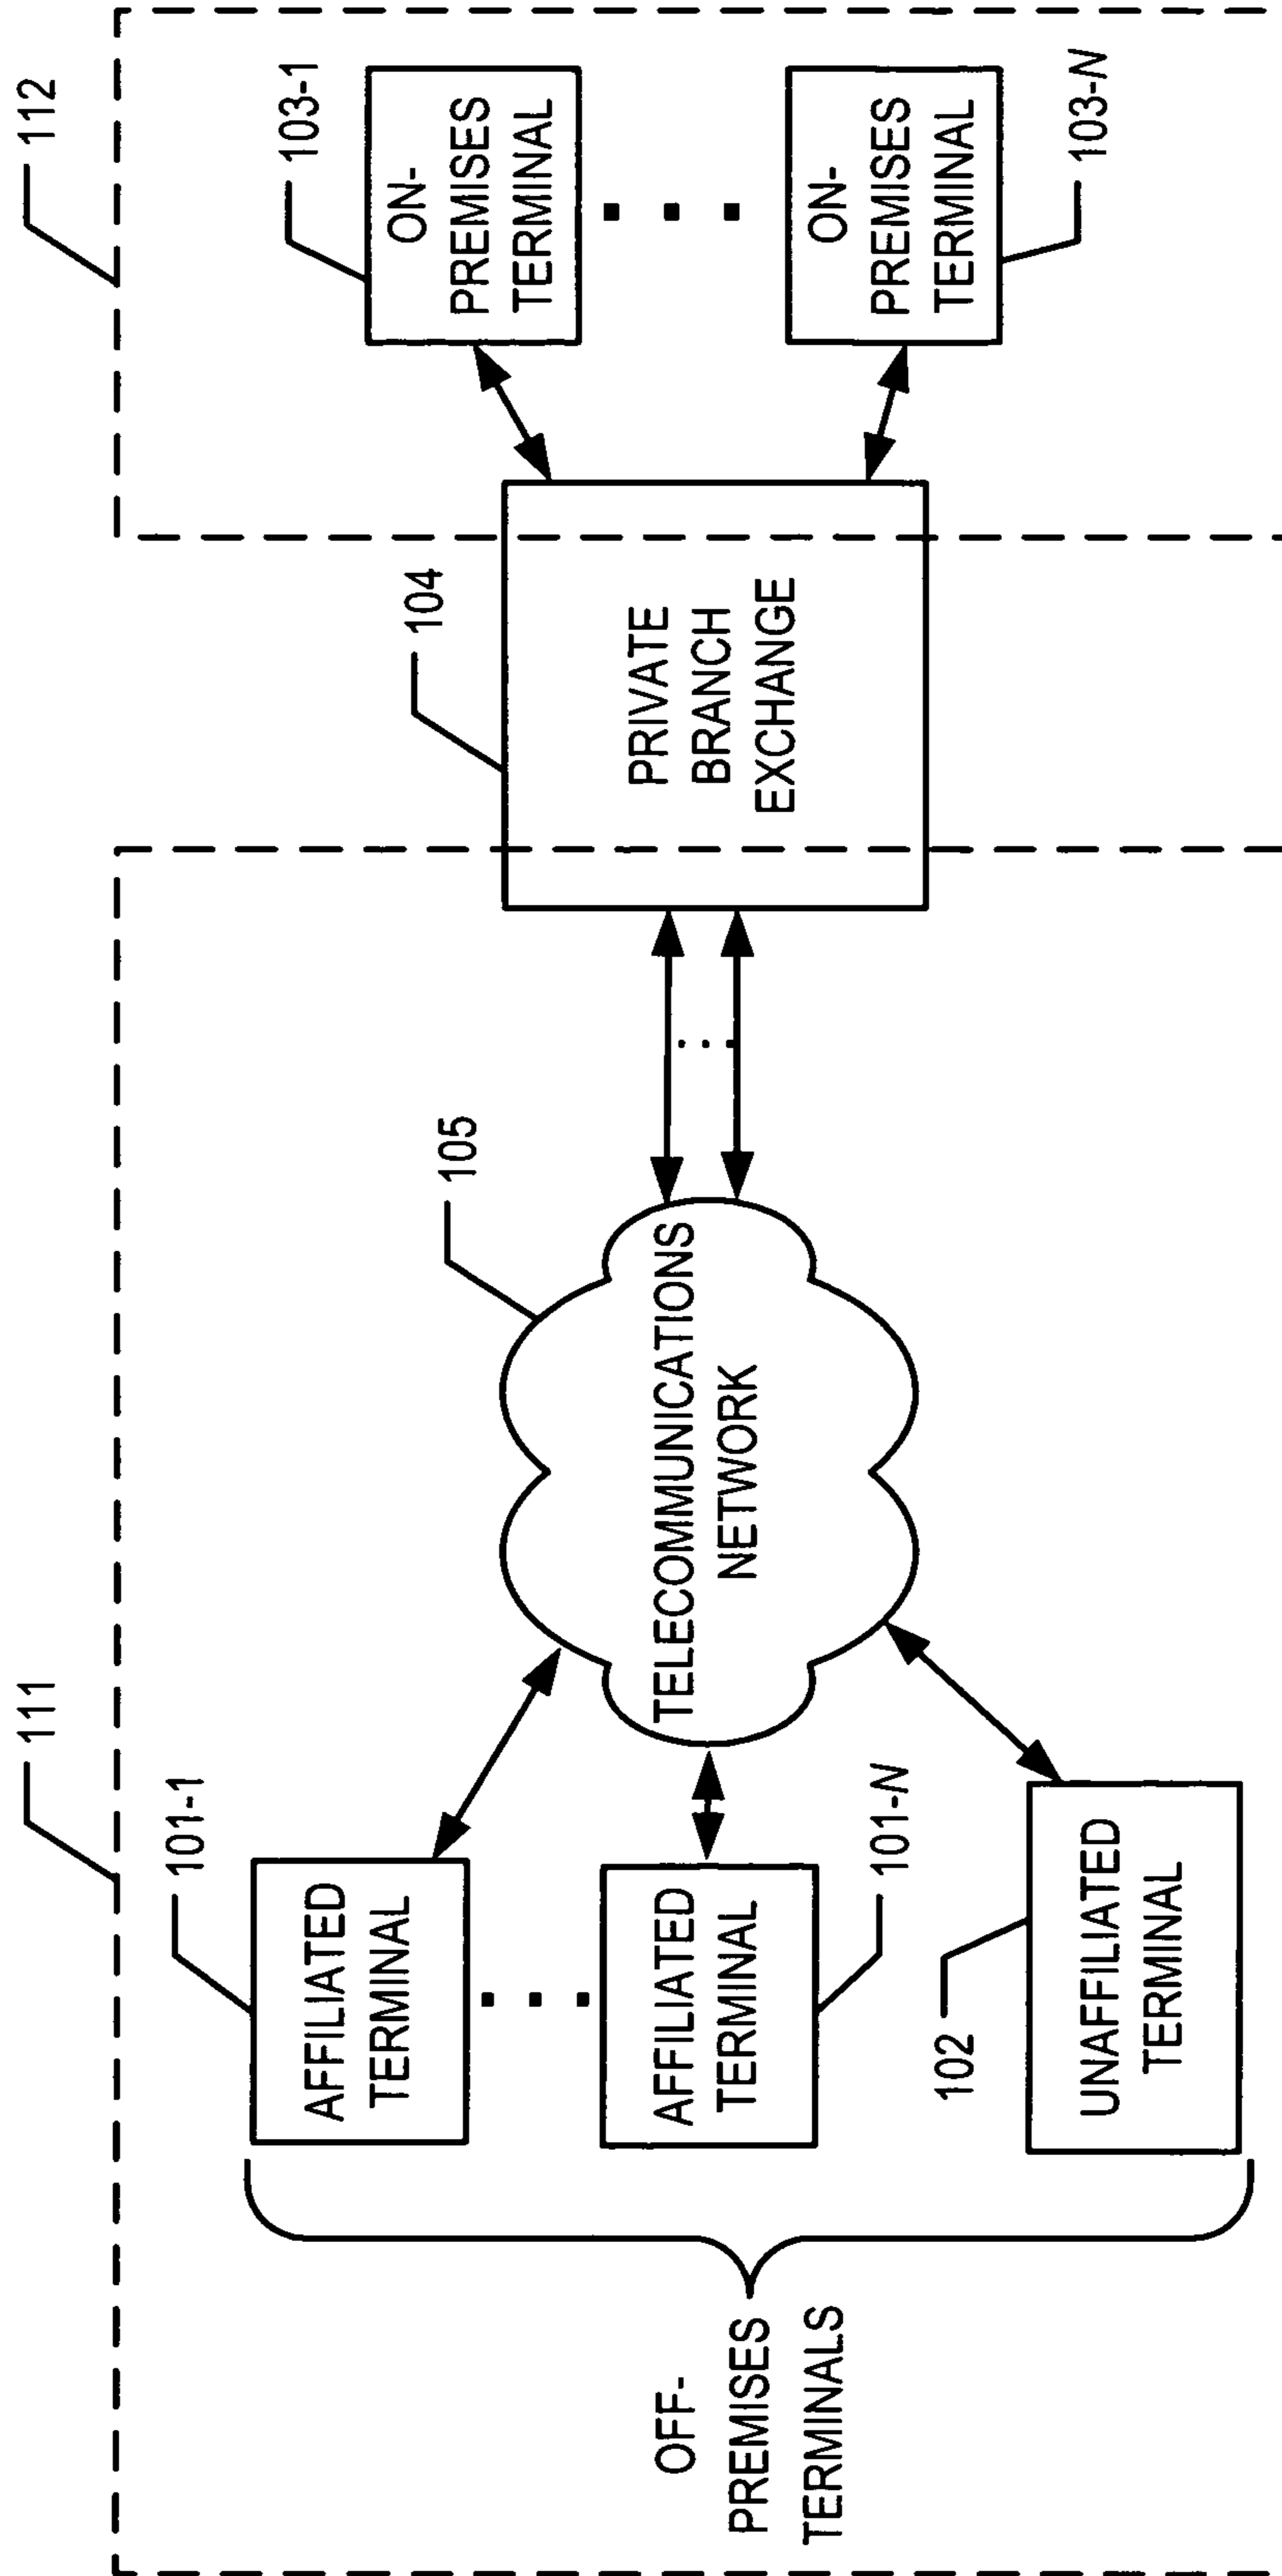 111
112
101-1
AFFILIATED
TERMINAL
AFFILIATED
TERMINAL
101-N
102
UNAFFILIATED
TERMINAL
OFF-
PREMISES
TERMINALS
105
TELECOMMUNICATIONS
NETWORK
104
PRIVATE
BRANCH
EXCHANGE
103-1
ON-
PREMISES
TERMINAL
ON-
PREMISES
TERMINAL
103-N